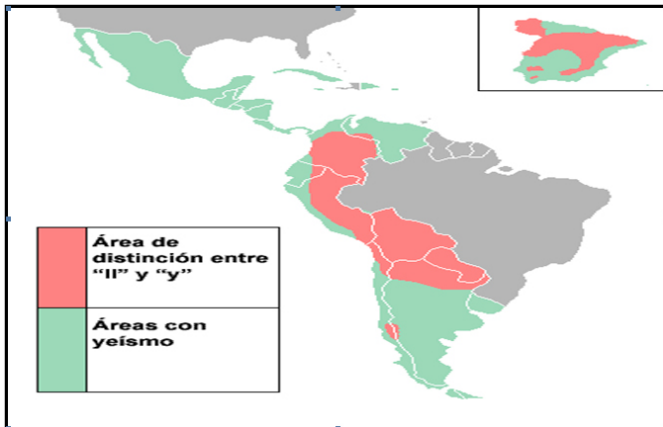 Área de
distinción entre
“ll” y “y”
Áreas con
yeísmo